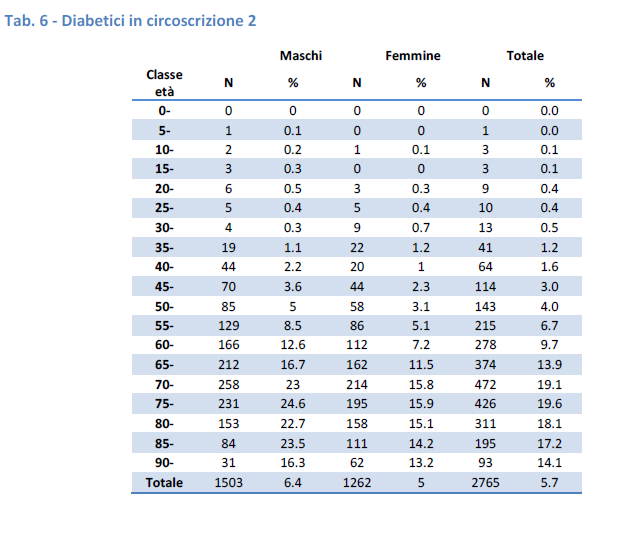 Tab. 6 - Diabetici in circoscrizione 2
Maschi Femmine Totale
Classe età N % N % N %
0- 0 0 0 0 0 0.0
5- 1 0.1 0 0 1 0.0
10- 2 0.2 1 0.1 3 0.1
15- 3 0.3 0 0 3 0.1
20- 6 0.5 3 0.3 9 0.4
25- 5 0.4 5 0.4 10 0.4
30- 4 0.3 9 0.7 13 0.5
35- 19 1.1 22 1.2 41 1.2
40- 44 2.2 20 1 64 1.6
45- 70 3.6 44 2.3 114 3.0
50- 85 5 58 3.1 143 4.0
55- 129 8.5 86 5.1 215 6.7
60- 166 12.6 112 7.2 278 9.7
65- 212 16.7 162 11.5 374 13.9
70- 258 23 214 15.8 472 19.1
75- 231 24.6 195 15.9 426 19.6
80- 153 22.7 158 15.1 311 18.1
85- 84 23.5 111 14.2 195 17.2
90- 31 16.3 62 13.2 93 14.1
Totale 1503 6.4 1262 5 2765 5.7